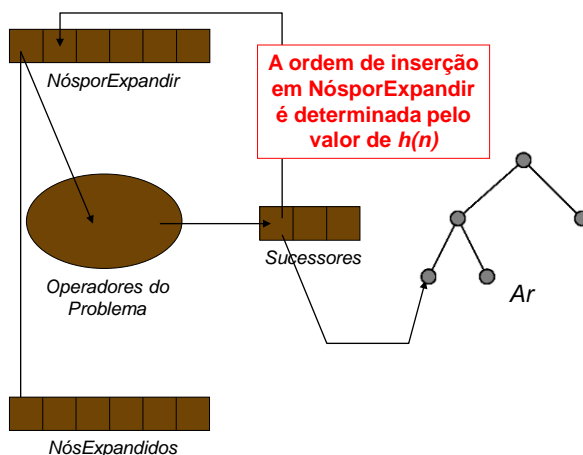 NósporExpandir
A ordem de inserção
em NósporExpandir
é determinada pelo
valor de h(n)
Sucessores
Operadores do
Problema
Ar
NósExpandidos